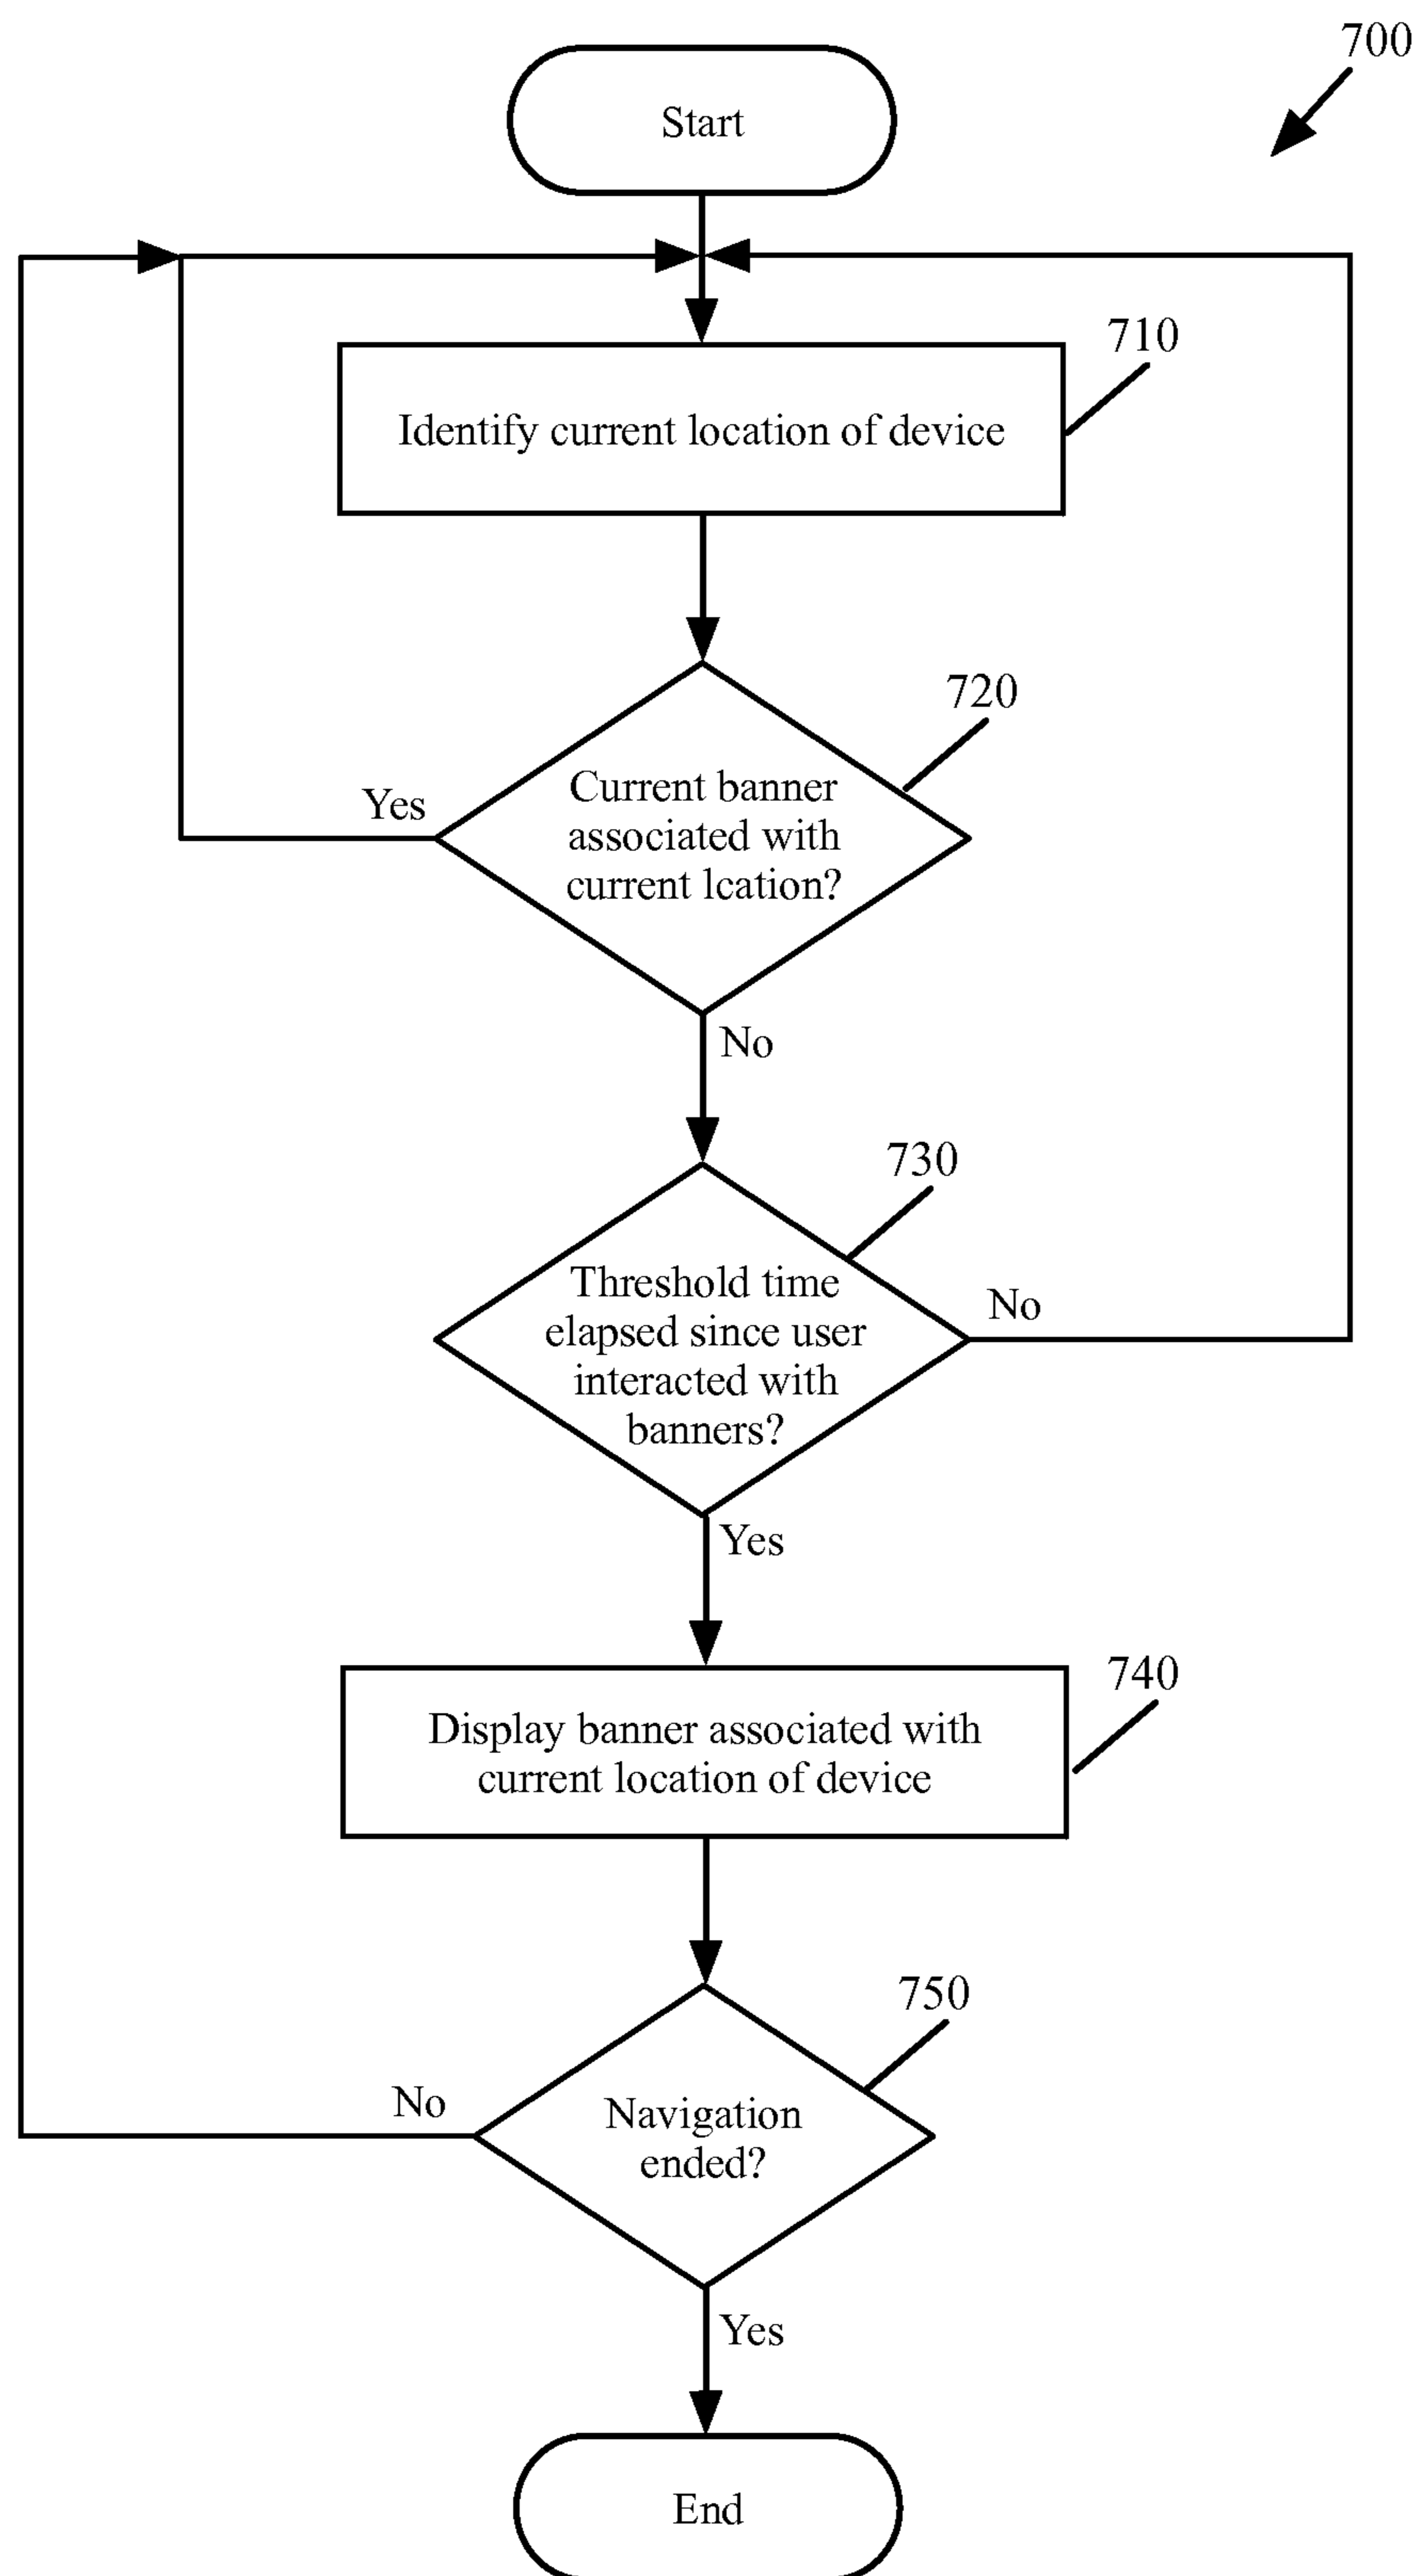 700
Start
710
Identify current location of device
720
Current banner
associated with
current lcation?
Yes
No
730
Threshold time
elapsed since user
interacted with
banners?
No
Yes
740
Display banner associated with
current location of device
750
Navigation
ended?
No
Yes
End